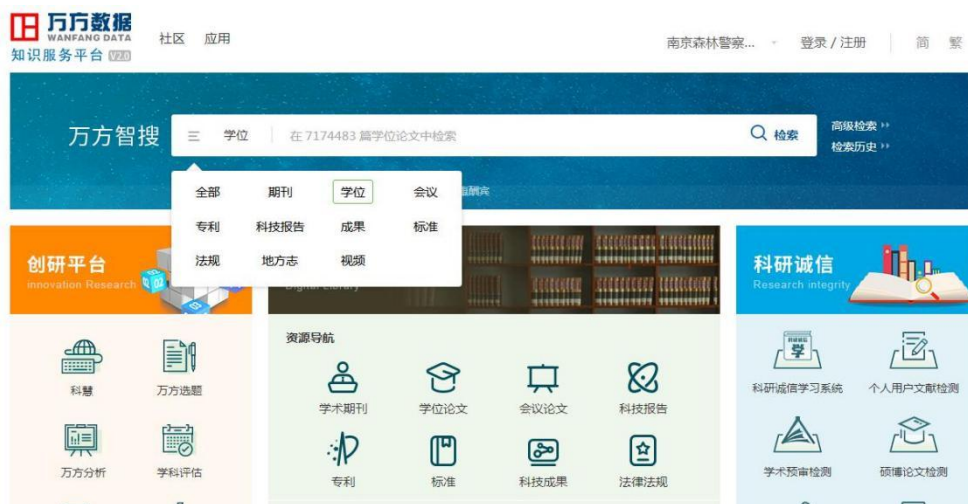 万方数据
WANFANG DATA
知识服务平台 V2.0
社区 应用
南京森林警察... 登录 / 注册 简 繁
万方智搜 学位 在 7174483 篇学位论文中检索 检索
高级检索
检索历史
全部 期刊 学位 会议
专利 科技报告 成果 标准
法规 地方志 视频
创研平台
innovation Research
科慧 万方选题
万方分析 学科评估
资源导航
学术期刊 学位论文 会议论文 科技报告
专利 标准 科技成果 法律法规
科研诚信
Research integrity
科研诚信学习系统 个人用户文献检测
学术预审检测 硕博论文检测